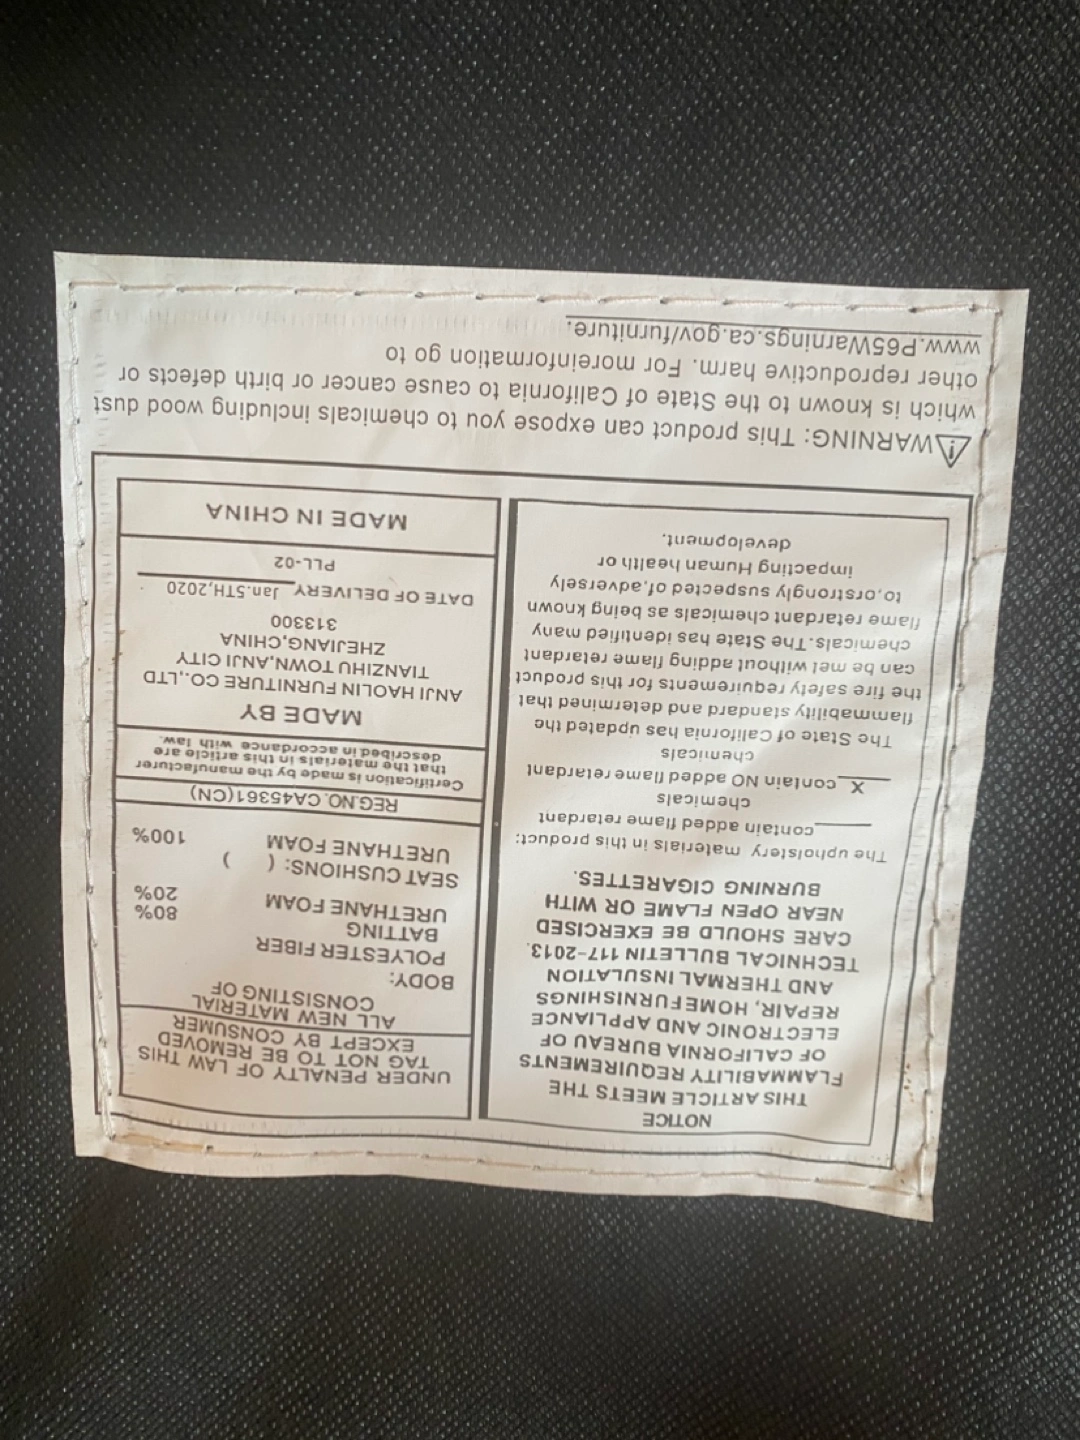 NOTICE
THIS ARTICLE MEETS THE
FLAMMABILITY REQUIREMENTS
OF CALIFORNIA BUREAU OF
ELECTRONIC AND APPLIANCE
REPAIR, HOME FURNISHINGS
AND THERMAL INSULATION
TECHNICAL BULLETIN 117-2013.
CARE SHOULD BE EXERCISED
NEAR OPEN FLAME OR WITH
BURNING CIGARETTES.
The upholstery materials in this product:
______contain added flame retardant
chemicals
__X__contain NO added flame retardant
chemicals
The State of California has updated the
flammability standard and determined that
the fire safety requirements for this product
can be met without adding flame retardant
chemicals. The State has identified many
flame retardant chemicals as being known
to,orstrongly suspected of,adversely
impacting Human health or
development.
UNDER PENALTY OF LAW THIS
TAG NOT TO BE REMOVED
EXCEPT BY CONSUMER
ALL NEW MATERIAL
CONSISTING OF
BODY:
POLYESTER FIBER
BATTING 80%
URETHANE FOAM 20%
SEAT CUSHIONS: ( )
URETHANE FOAM 100%
REG.NO. CA45361(CN)
Certification is made by the manufacturer
that the materials in this article are
described in accordance with law.
MADE BY
ANJI HAOLIN FURNITURE CO.,LTD
TIANZIHU TOWN,ANJI CITY
ZHEJIANG,CHINA
313300
DATE OF DELIVERY Jan.5TH,2020
PLL-02
MADE IN CHINA
⚠WARNING: This product can expose you to chemicals including wood dust
which is known to the State of California to cause cancer or birth defects or
other reproductive harm. For moreinformation go to
www.P65Warnings.ca.gov/furniture.